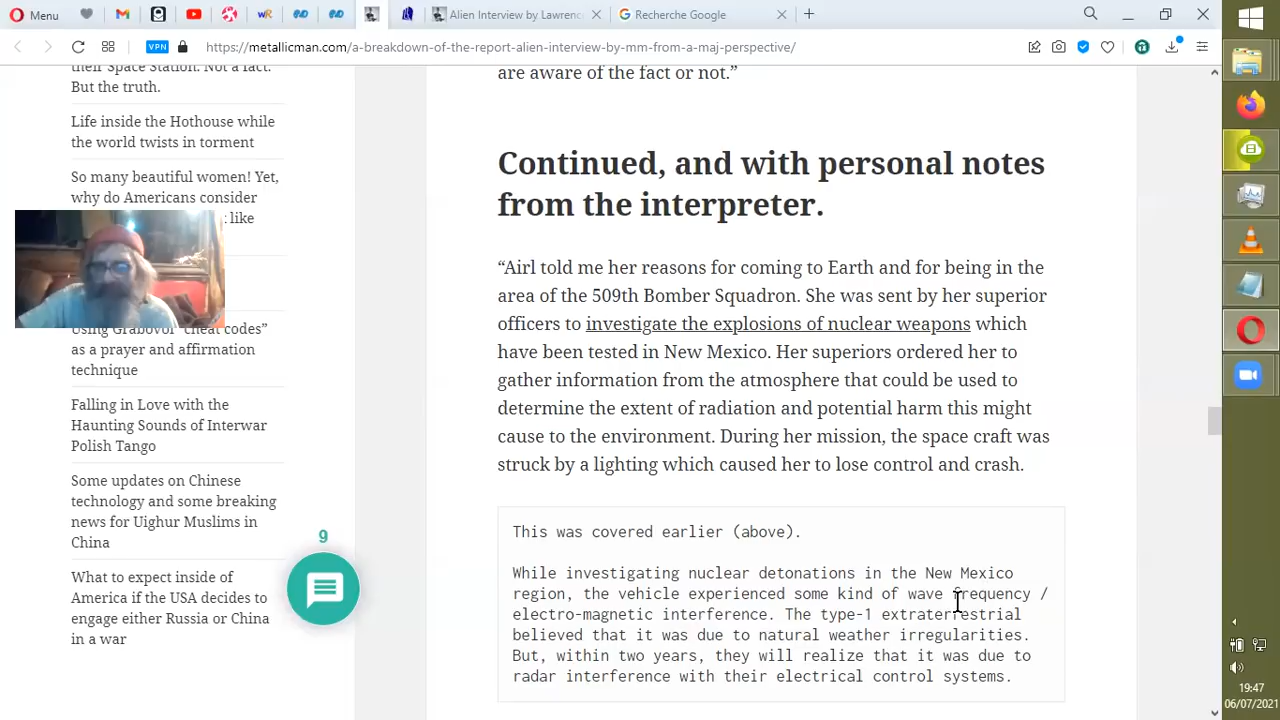 Menu
Alien Interview by Lawrenc
Recherche Google
VPN
https://metallicman.com/a-breakdown-of-the-report-alien-interview-by-mm-from-a-maj-perspective/
their Space Station. Not a fact.
But the truth.
Life inside the Hothouse while
the world twists in torment
So many beautiful women! Yet,
why do Americans consider
like
Using Grabovoi “cheat codes”
as a prayer and affirmation
technique
Falling in Love with the
Haunting Sounds of Interwar
Polish Tango
Some updates on Chinese
technology and some breaking
news for Uighur Muslims in
China
What to expect inside of
America if the USA decides to
engage either Russia or China
in a war
9
are aware of the fact or not.”
Continued, and with personal notes
from the interpreter.
“Airl told me her reasons for coming to Earth and for being in the
area of the 509th Bomber Squadron. She was sent by her superior
officers to investigate the explosions of nuclear weapons which
have been tested in New Mexico. Her superiors ordered her to
gather information from the atmosphere that could be used to
determine the extent of radiation and potential harm this might
cause to the environment. During her mission, the space craft was
struck by a lighting which caused her to lose control and crash.
This was covered earlier (above).
While investigating nuclear detonations in the New Mexico
region, the vehicle experienced some kind of wave frequency /
electro-magnetic interference. The type-1 extraterrestrial
believed that it was due to natural weather irregularities.
But, within two years, they will realize that it was due to
radar interference with their electrical control systems.
19:47
06/07/2021